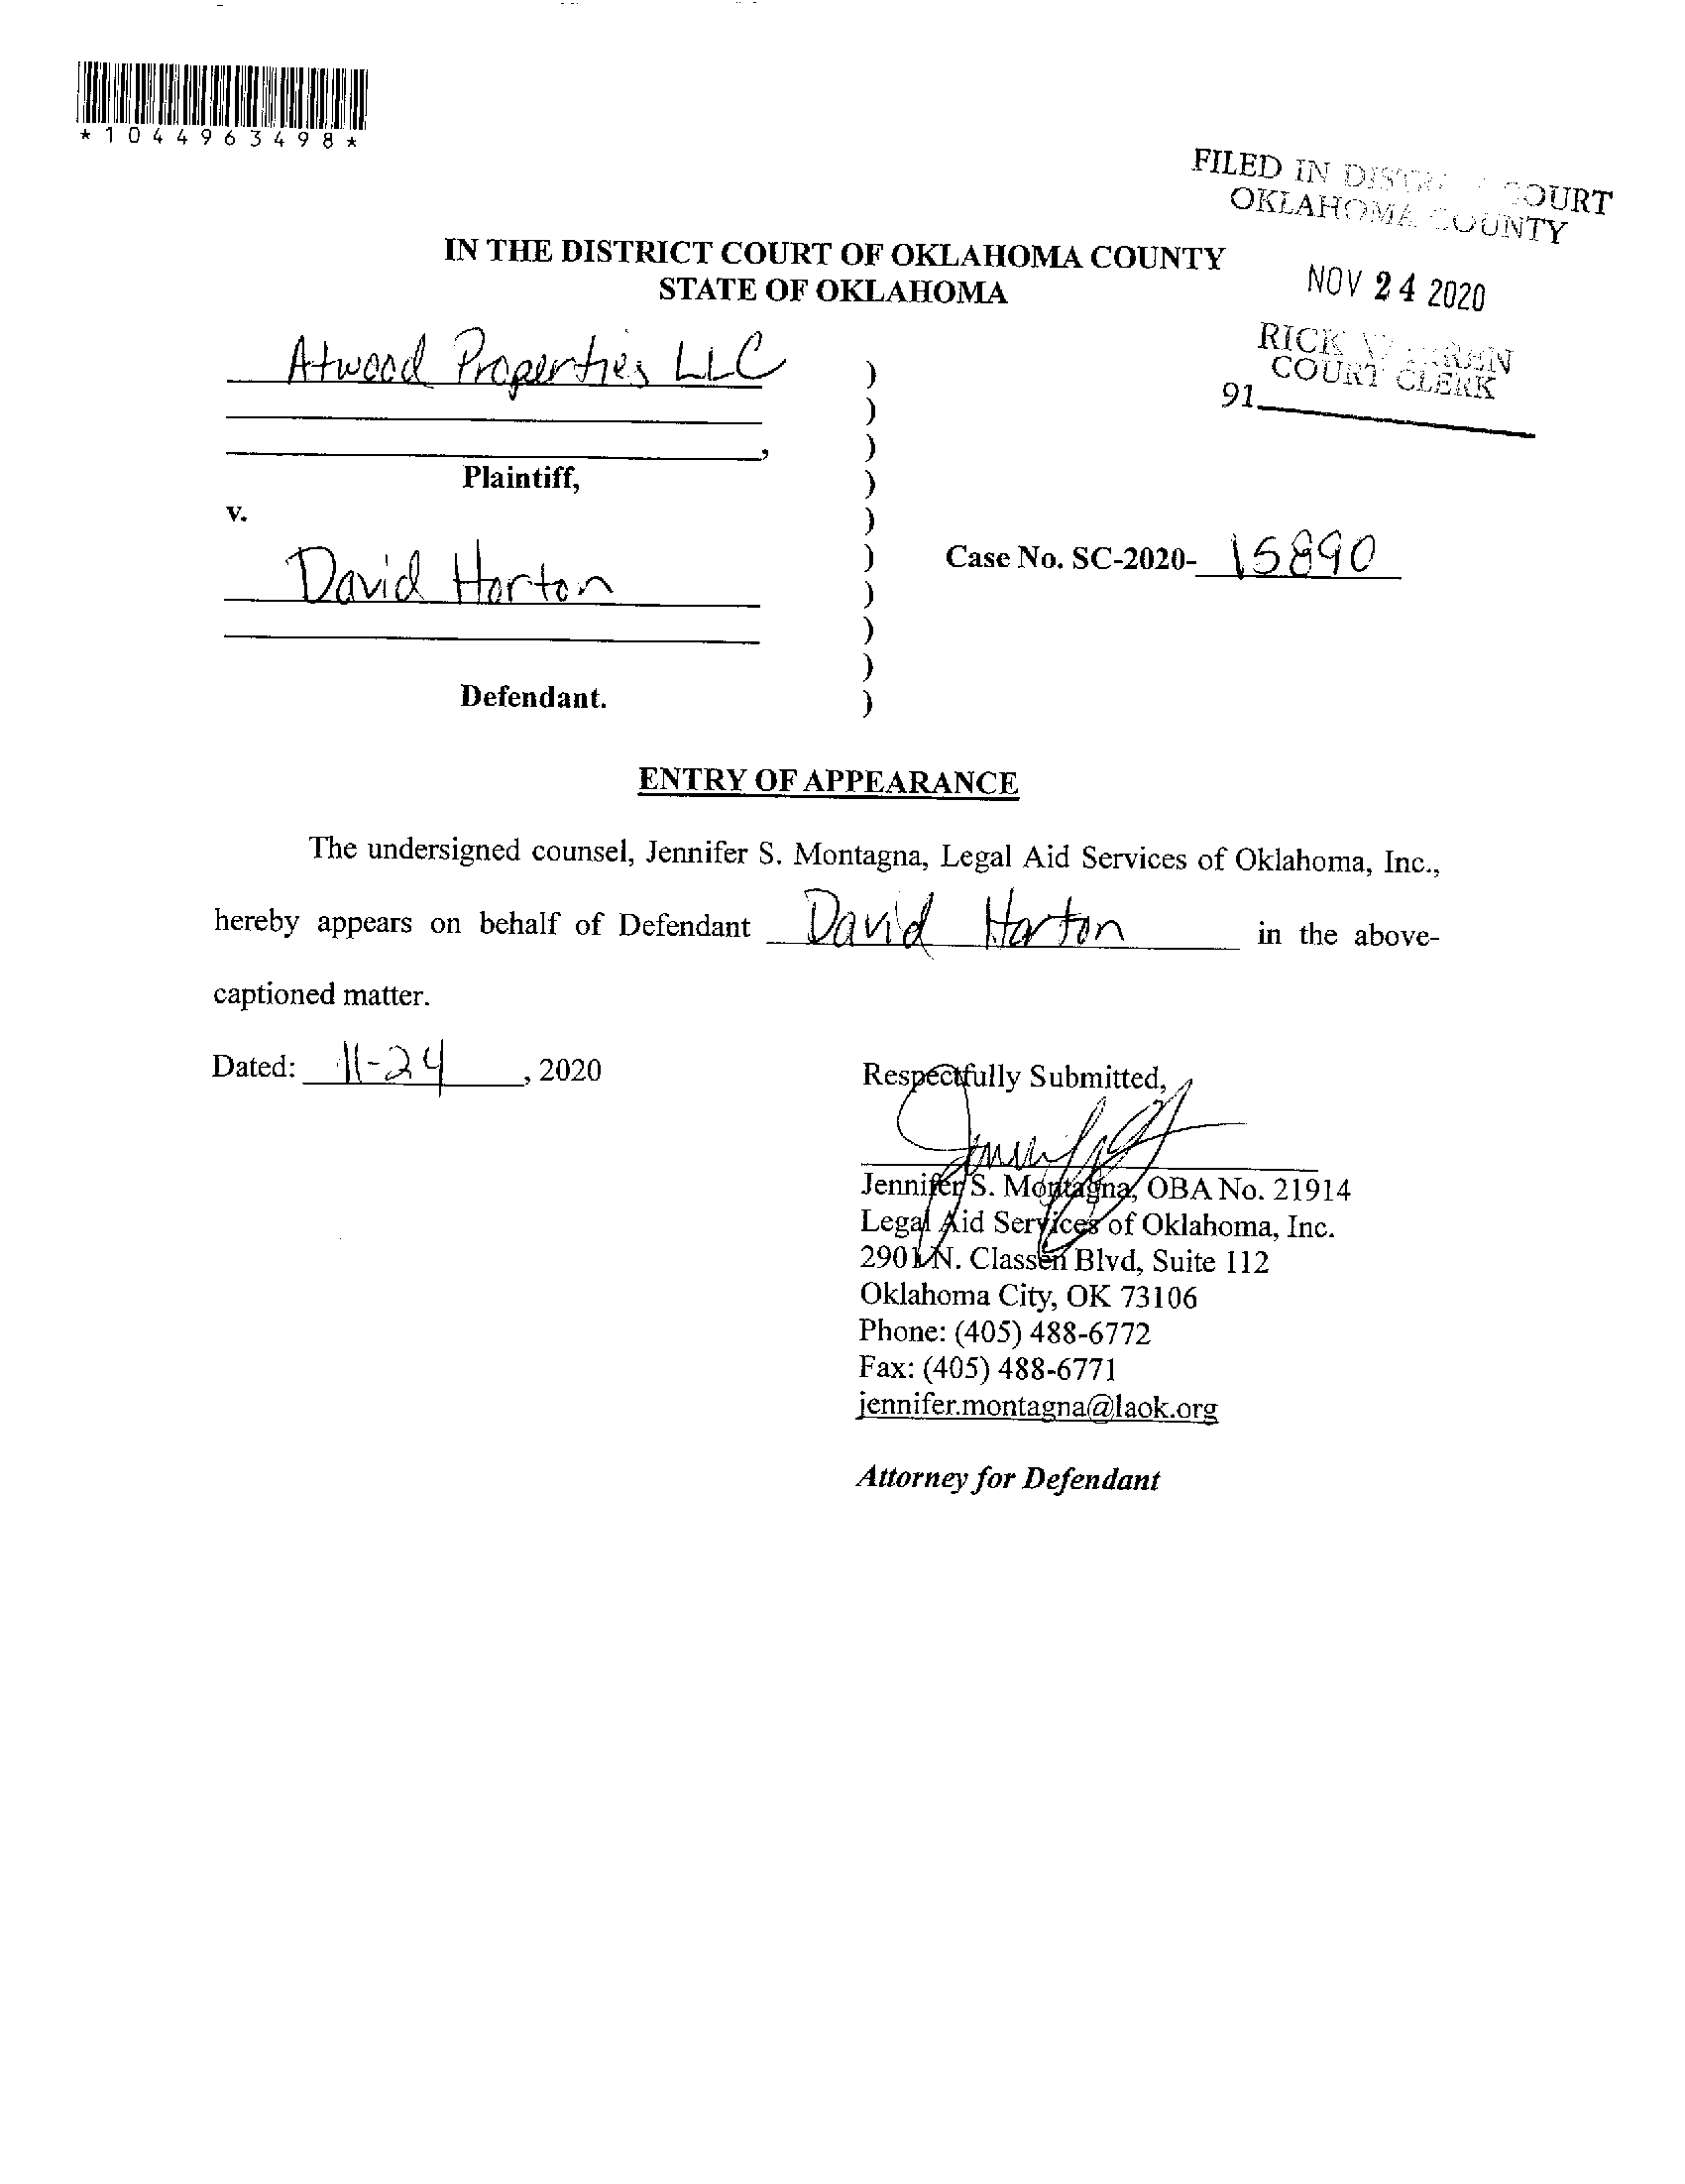 *1044963498*
FILED IN DISTRICT COURT
OKLAHOMA COUNTY
NOV 24 2020
RICK WARREN
COURT CLERK
91
IN THE DISTRICT COURT OF OKLAHOMA COUNTY
STATE OF OKLAHOMA
Atwood Properties LLC )
)
, )
Plaintiff, )
v. )
) Case No. SC-2020- 15890
David Horton )
)
)
Defendant. )
ENTRY OF APPEARANCE
The undersigned counsel, Jennifer S. Montagna, Legal Aid Services of Oklahoma, Inc.,
hereby appears on behalf of Defendant David Horton in the above-
captioned matter.
Dated: 11-24, 2020
Respectfully Submitted,
Jennifer S. Montagna, OBA No. 21914
Legal Aid Services of Oklahoma, Inc.
2901 N. Classen Blvd, Suite 112
Oklahoma City, OK 73106
Phone: (405) 488-6772
Fax: (405) 488-6771
jennifer.montagna@laok.org
Attorney for Defendant